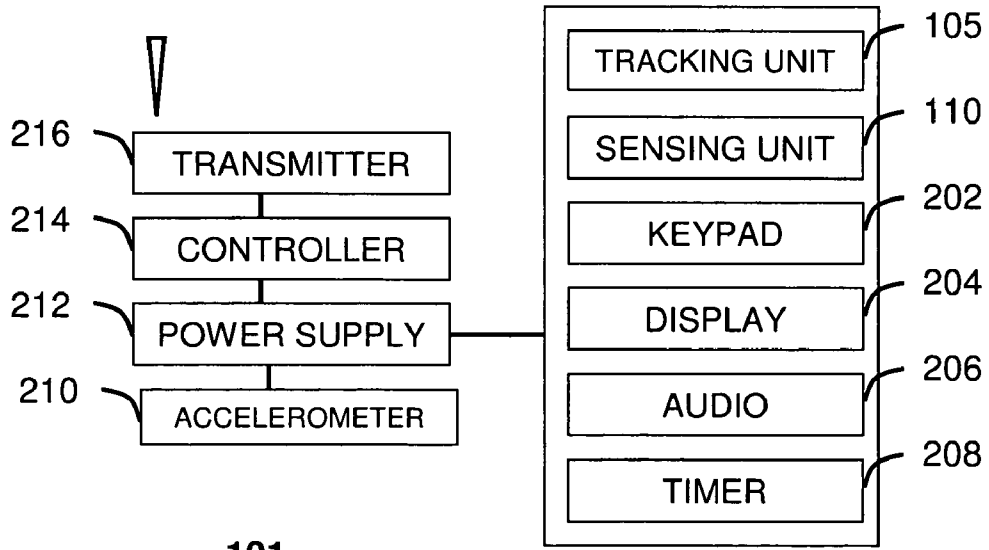 216 TRANSMITTER
214 CONTROLLER
212 POWER SUPPLY
210 ACCELEROMETER
TRACKING UNIT 105
SENSING UNIT 110
KEYPAD 202
DISPLAY 204
AUDIO 206
TIMER 208